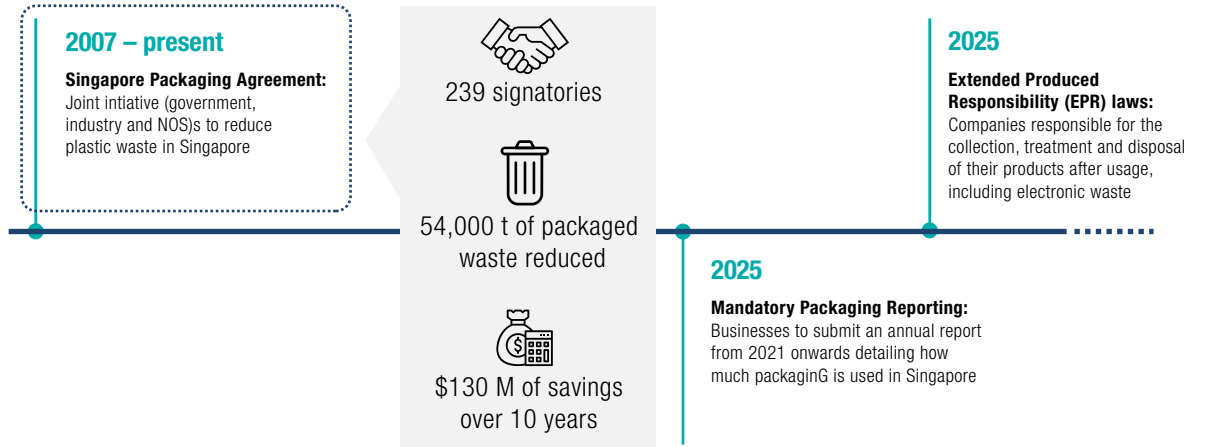 2007 – present
Singapore Packaging Agreement:
Joint intiative (government,
industry and NOS)s to reduce
plastic waste in Singapore
239 signatories
54,000 t of packaged
waste reduced
$130 M of savings
over 10 years
2025
Mandatory Packaging Reporting:
Businesses to submit an annual report
from 2021 onwards detailing how
much packaginG is used in Singapore
2025
Extended Produced
Responsibility (EPR) laws:
Companies responsible for the
collection, treatment and disposal
of their products after usage,
including electronic waste